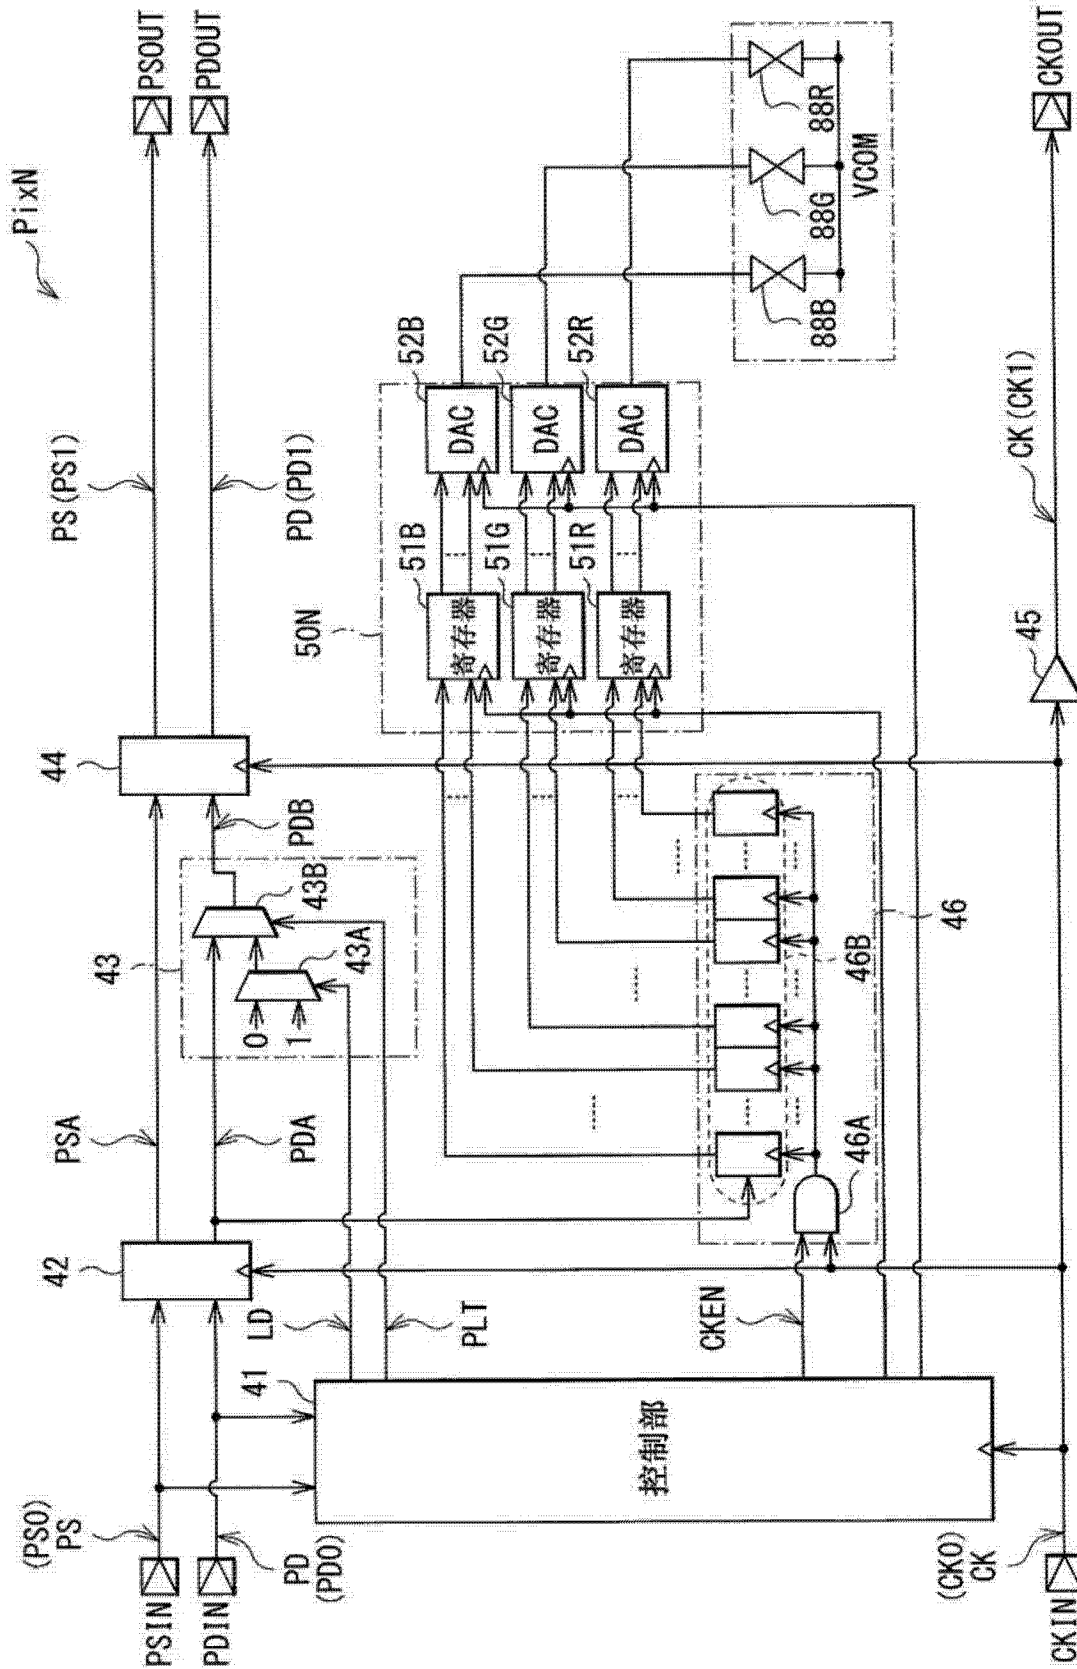 PixN
PSIN
(PS0)
PS
PSA
PS(PS1)
PSOUT
PDIN
PD
(PD0)
PDA
PDB
PD(PD1)
PDOUT
42
43
43A
43B
44
0
1
LD
PLT
41
控制部
CKEN
46
46A
46B
50N
51B
寄存器
51G
寄存器
51R
寄存器
52B
DAC
52G
DAC
52R
DAC
88B
88G
88R
VCOM
CKIN
(CK0)
CK
45
CK(CK1)
CKOUT